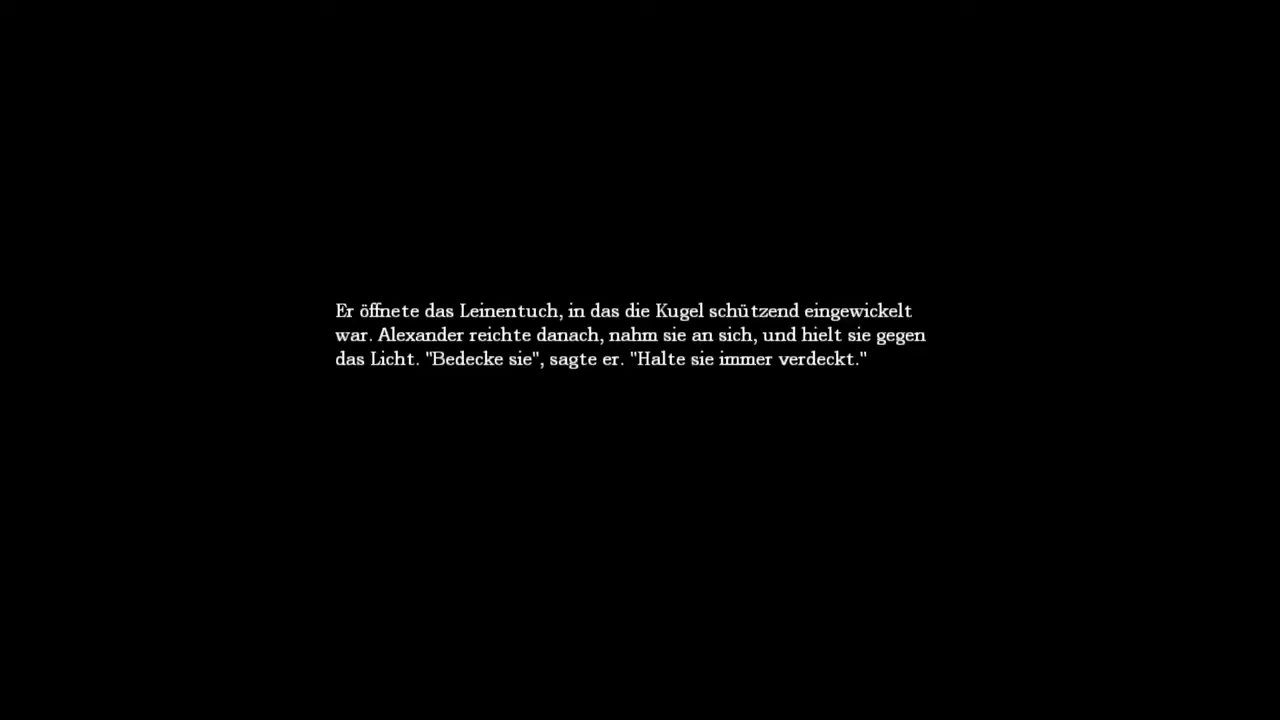 Er öffnete das Leinentuch, in das die Kugel schützend eingewickelt
war. Alexander reichte danach, nahm sie an sich, und hielt sie gegen
das Licht. "Bedecke sie", sagte er. "Halte sie immer verdeckt."